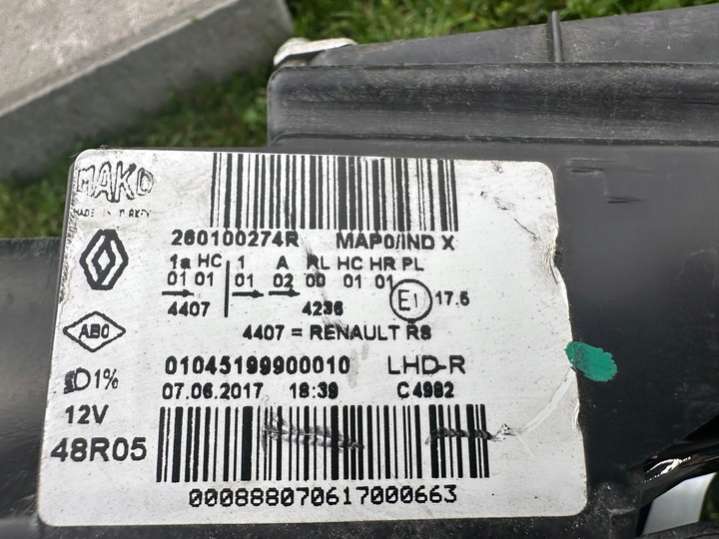 MAKO
MADE IN TURKEY
260100274R MAP0/IND X
1a HC 1 A RL HC HR PL
01 01 01 02 00 01 01
4407 4236 E1 17.5
4407 = RENAULT R8
ABO
01045199900010 LHD-R
1% 07.06.2017 18:39 C4982
12V
48R05
000888070617000663